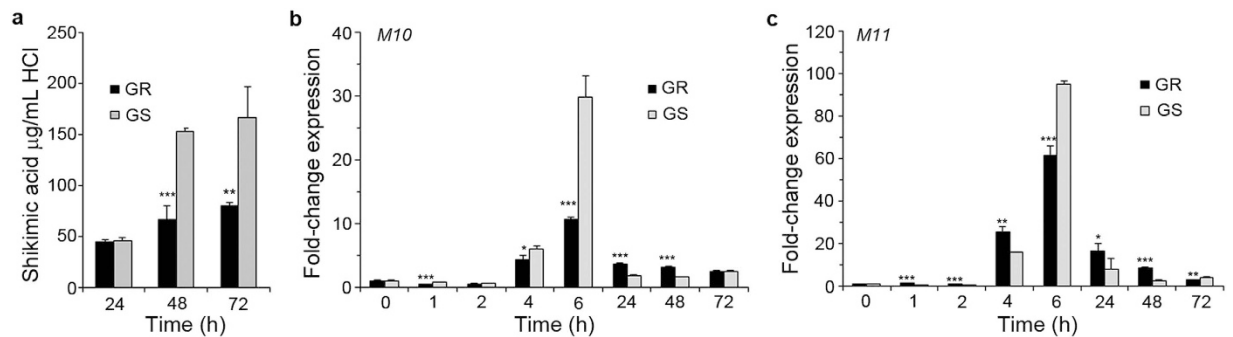 a
Shikimic acid μg/mL HCl
250
200
150
100
50
0
GR
GS
***
**
24 48 72
Time (h)
b
M10
Fold-change expression
40
30
20
10
0
GR
GS
***
*
***
***
***
0 1 2 4 6 24 48 72
Time (h)
c
M11
Fold-change expression
120
100
80
60
40
20
0
GR
GS
***
***
**
***
*
***
**
0 1 2 4 6 24 48 72
Time (h)